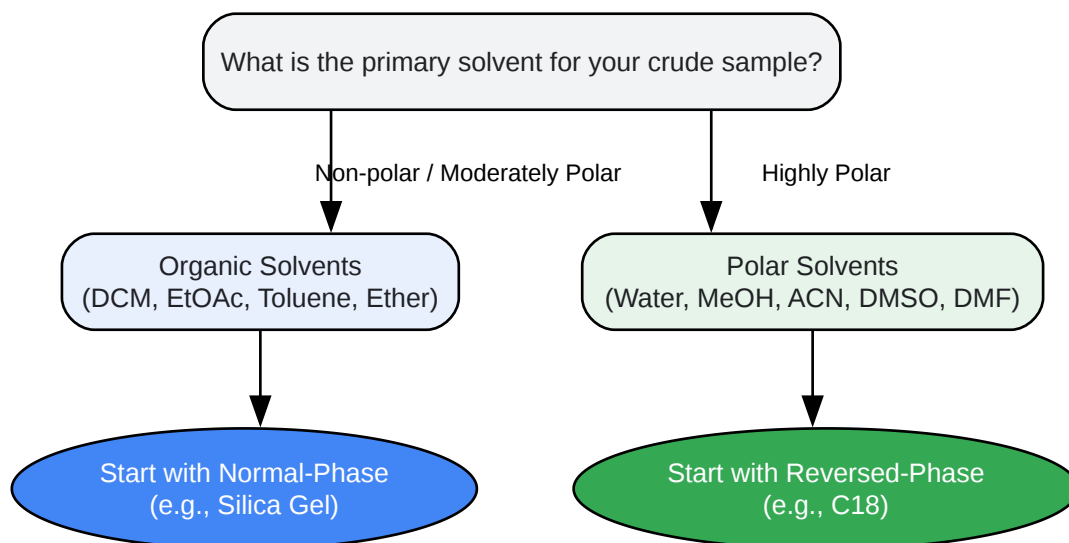 What is the primary solvent for your crude sample?
Non-polar / Moderately Polar
Highly Polar
Organic Solvents
(DCM, EtOAc, Toluene, Ether)
Polar Solvents
(Water, MeOH, ACN, DMSO, DMF)
Start with Normal-Phase
(e.g., Silica Gel)
Start with Reversed-Phase
(e.g., C18)